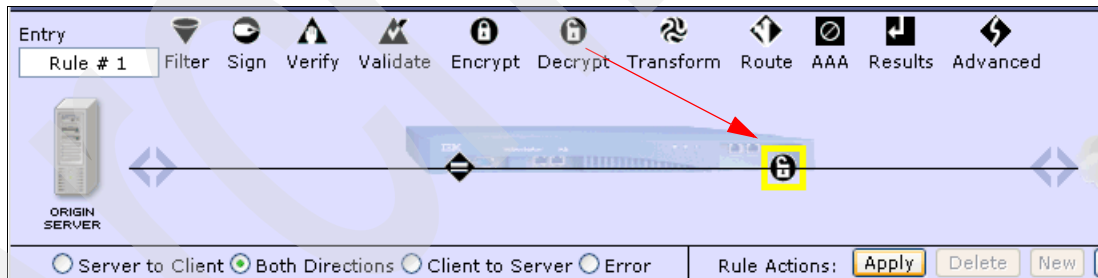 Entry
Rule # 1
Filter Sign Verify Validate Encrypt Decrypt Transform Route AAA Results Advanced
IBM
ORIGIN
SERVER
Server to Client Both Directions Client to Server Error
Rule Actions: Apply Delete New